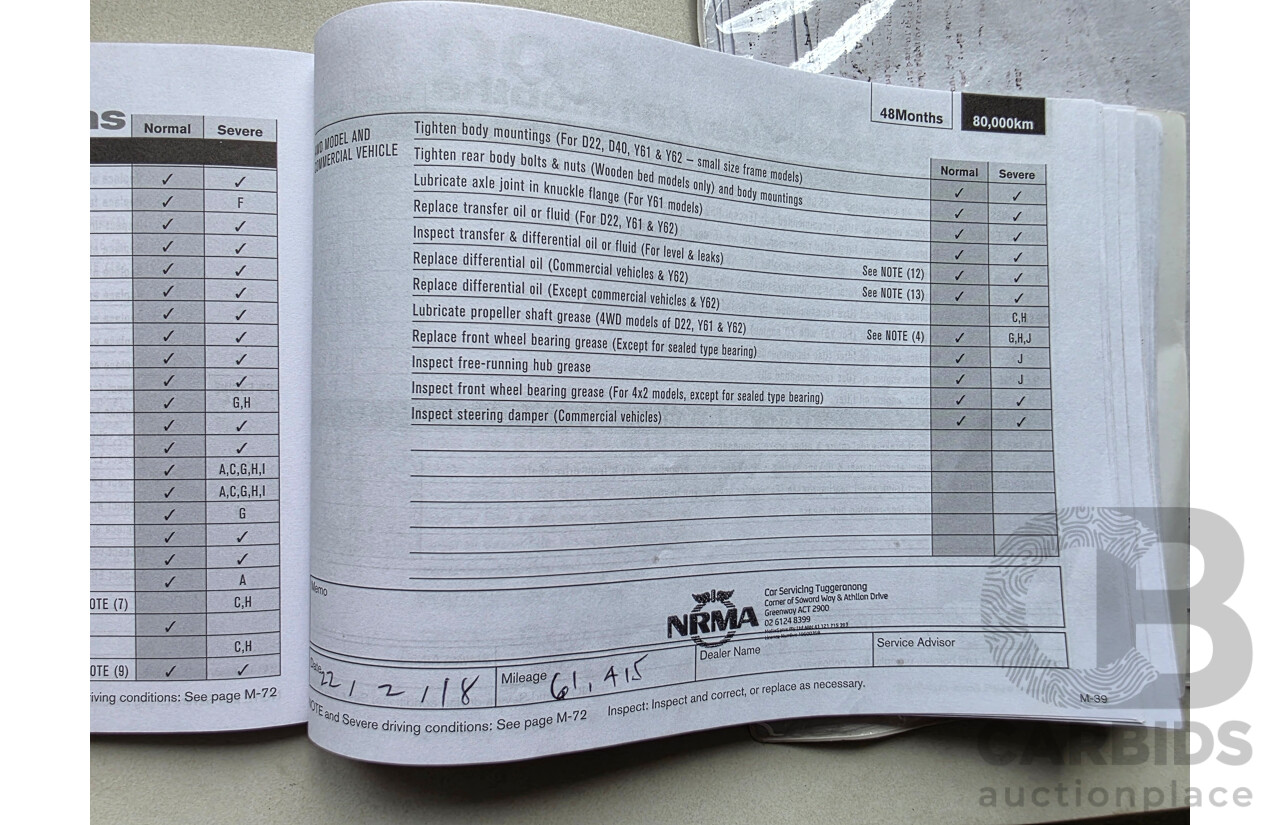 Normal Severe
✓ ✓
✓ F
✓ ✓
✓ ✓
✓ ✓
✓ ✓
✓ ✓
✓ ✓
✓ ✓
✓ ✓
✓ G,H
✓ ✓
✓ ✓
✓ A,C,G,H,I
✓ A,C,G,H,I
✓ G
✓ ✓
✓ ✓
✓ A
OTE (7) C,H
✓
C,H
OTE (9) ✓ ✓
iving conditions: See page M-72
48Months 80,000km
MODEL AND
MMERCIAL VEHICLE
Normal Severe
Tighten body mountings (For D22, D40, Y61 & Y62 – small size frame models) ✓ ✓
Tighten rear body bolts & nuts (Wooden bed models only) and body mountings ✓ ✓
Lubricate axle joint in knuckle flange (For Y61 models) ✓ ✓
Replace transfer oil or fluid (For D22, Y61 & Y62) ✓ ✓
Inspect transfer & differential oil or fluid (For level & leaks) See NOTE (12) ✓ ✓
Replace differential oil (Commercial vehicles & Y62) See NOTE (13) ✓ ✓
Replace differential oil (Except commercial vehicles & Y62) C,H
Lubricate propeller shaft grease (4WD models of D22, Y61 & Y62) See NOTE (4) ✓ G,H,J
Replace front wheel bearing grease (Except for sealed type bearing) ✓ J
Inspect free-running hub grease ✓ J
Inspect front wheel bearing grease (For 4x2 models, except for sealed type bearing) ✓ ✓
Inspect steering damper (Commercial vehicles) ✓ ✓
Memo
NRMA
Car Servicing Tuggeranong
Corner of Soward Way & Athllon Drive
Greenway ACT 2900
02 6124 8399
Date 22 / 2 / 18 Mileage 61,415 Dealer Name Service Advisor
NOTE and Severe driving conditions: See page M-72 Inspect: Inspect and correct, or replace as necessary.
M-39
CB
CARBIDS
auctionplace